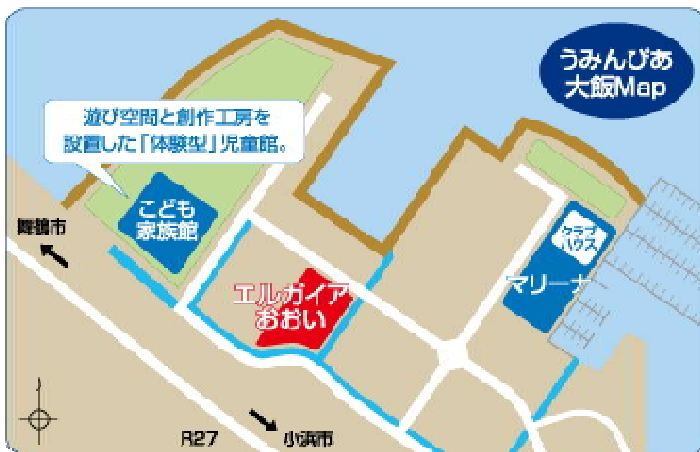 うみんぴあ
大飯Map
遊び空間と創作工房を
設置した「体験型」児童館。
こども
家族館
舞鶴市
クラブ
ハウス
マリーナ
エルガイア
おおい
R27
小浜市